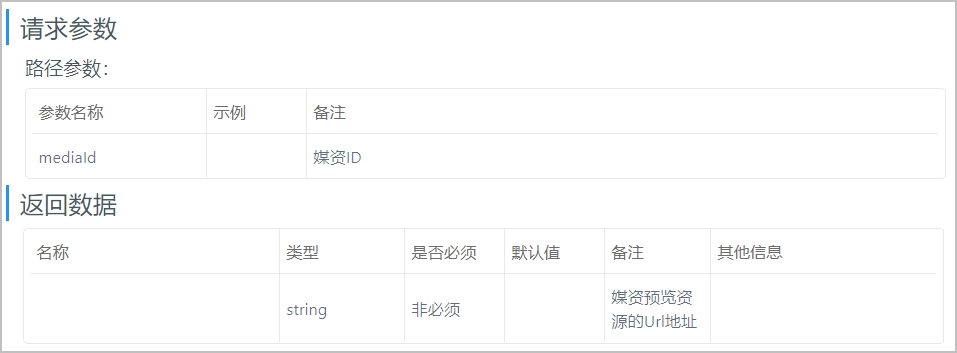 请求参数
路径参数：
参数名称 示例 备注
mediaId 媒资ID
返回数据
名称 类型 是否必须 默认值 备注 其他信息
string 非必须 媒资预览资
源的Url地址